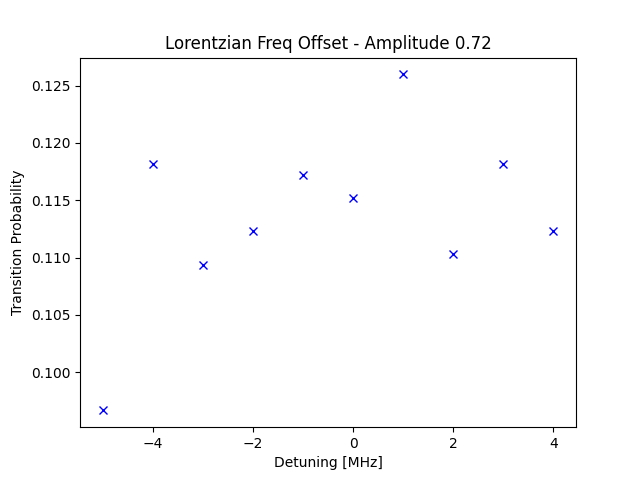 Lorentzian Freq Offset - Amplitude 0.72
Transition Probability
0.125
0.120
0.115
0.110
0.105
0.100
−4 −2 0 2 4
Detuning [MHz]